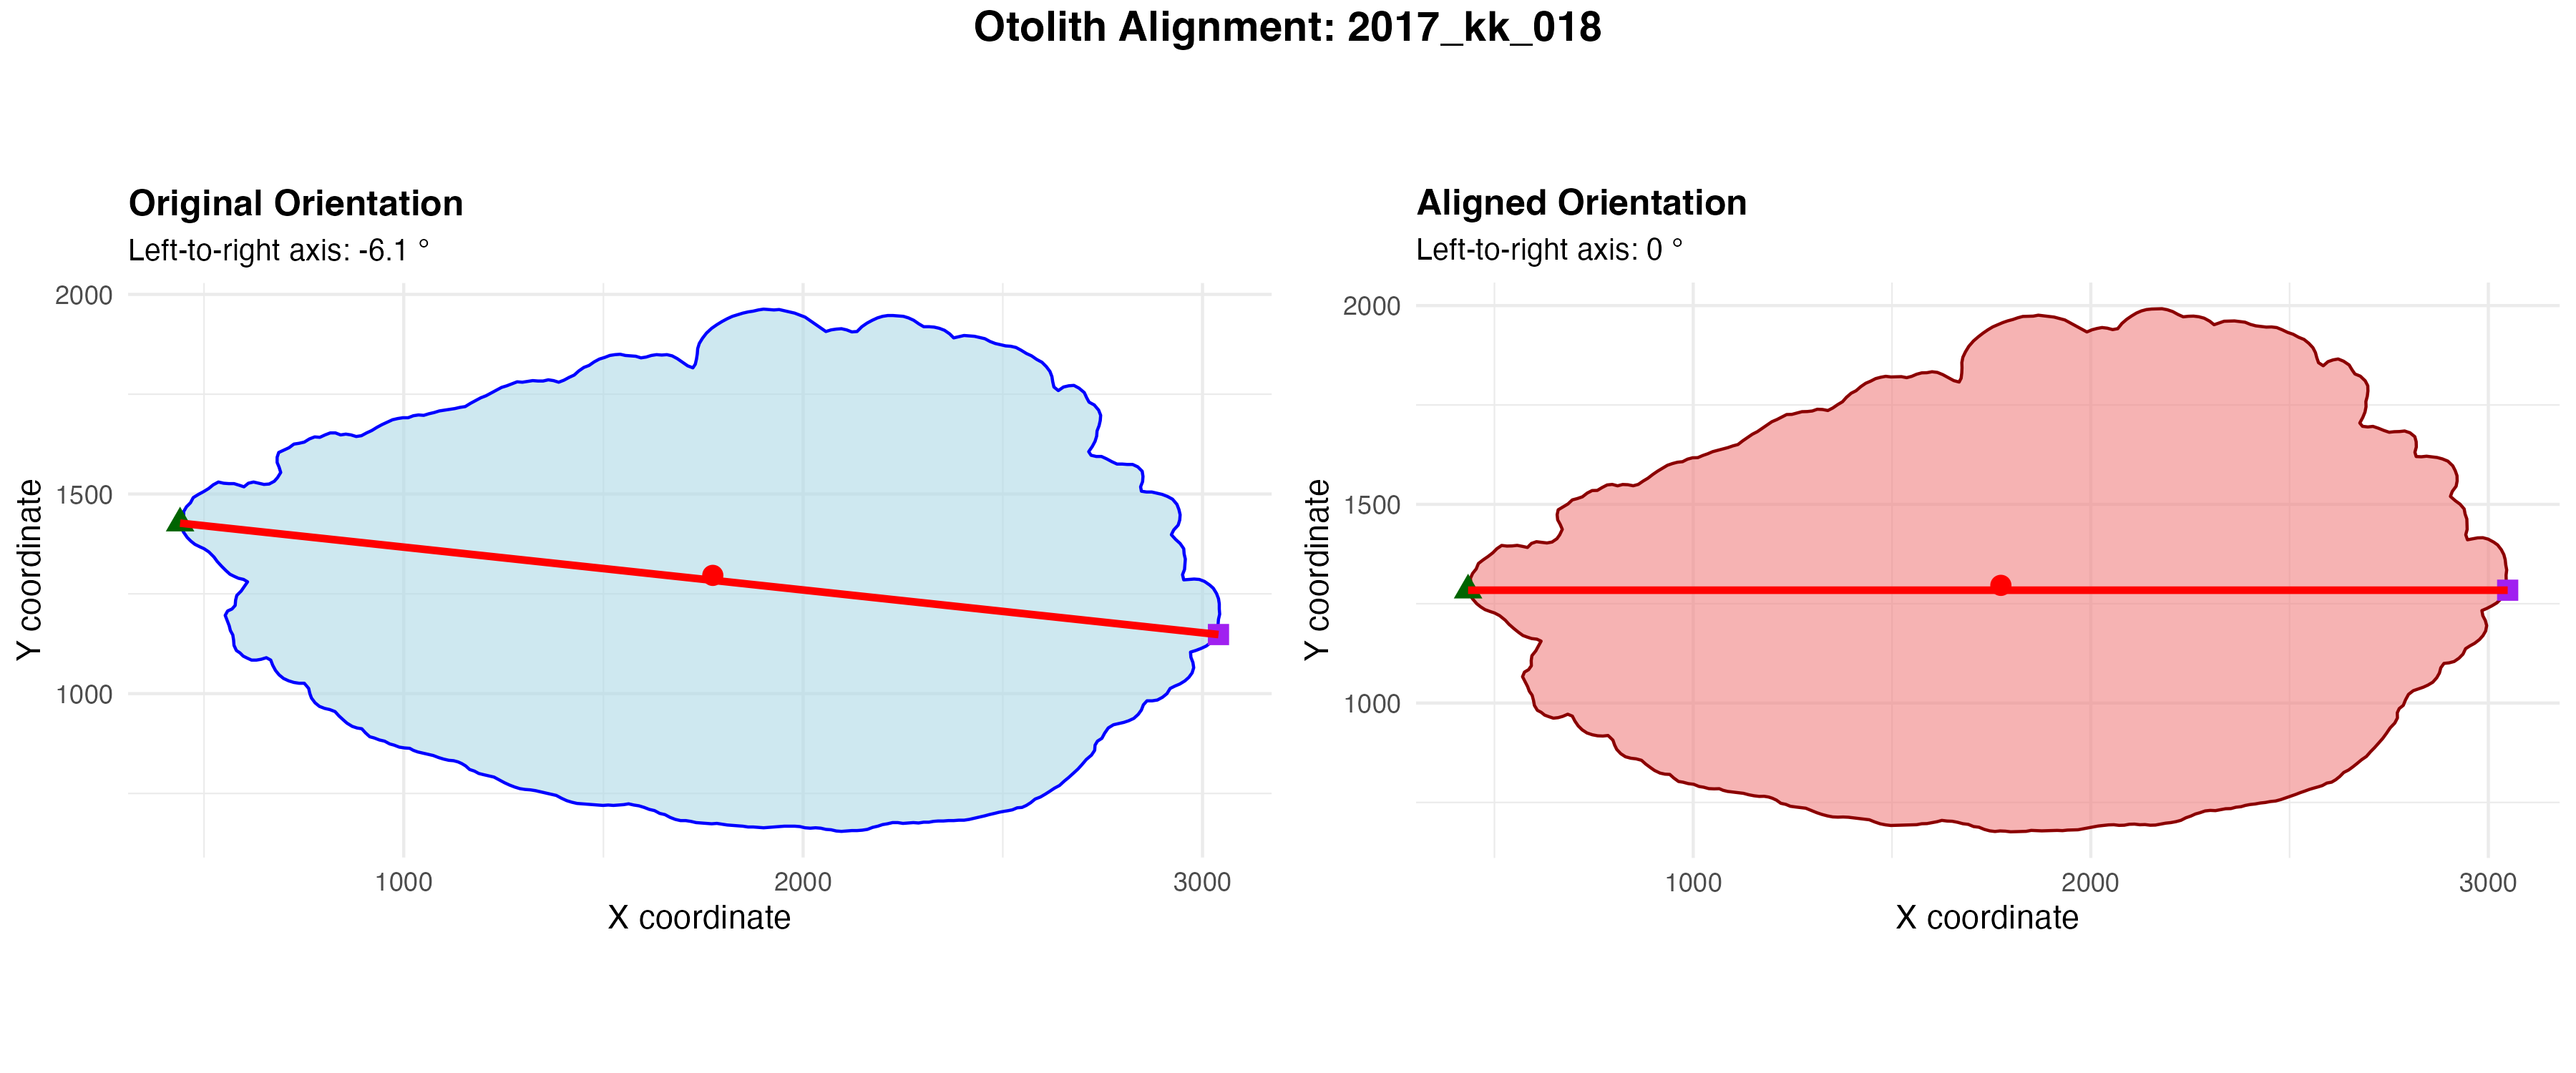 Otolith Alignment: 2017_kk_018
Original Orientation
Left-to-right axis: -6.1 °
2000
1500
1000
Y coordinate
1000
2000
3000
X coordinate
Aligned Orientation
Left-to-right axis: 0 °
2000
1500
1000
Y coordinate
1000
2000
3000
X coordinate